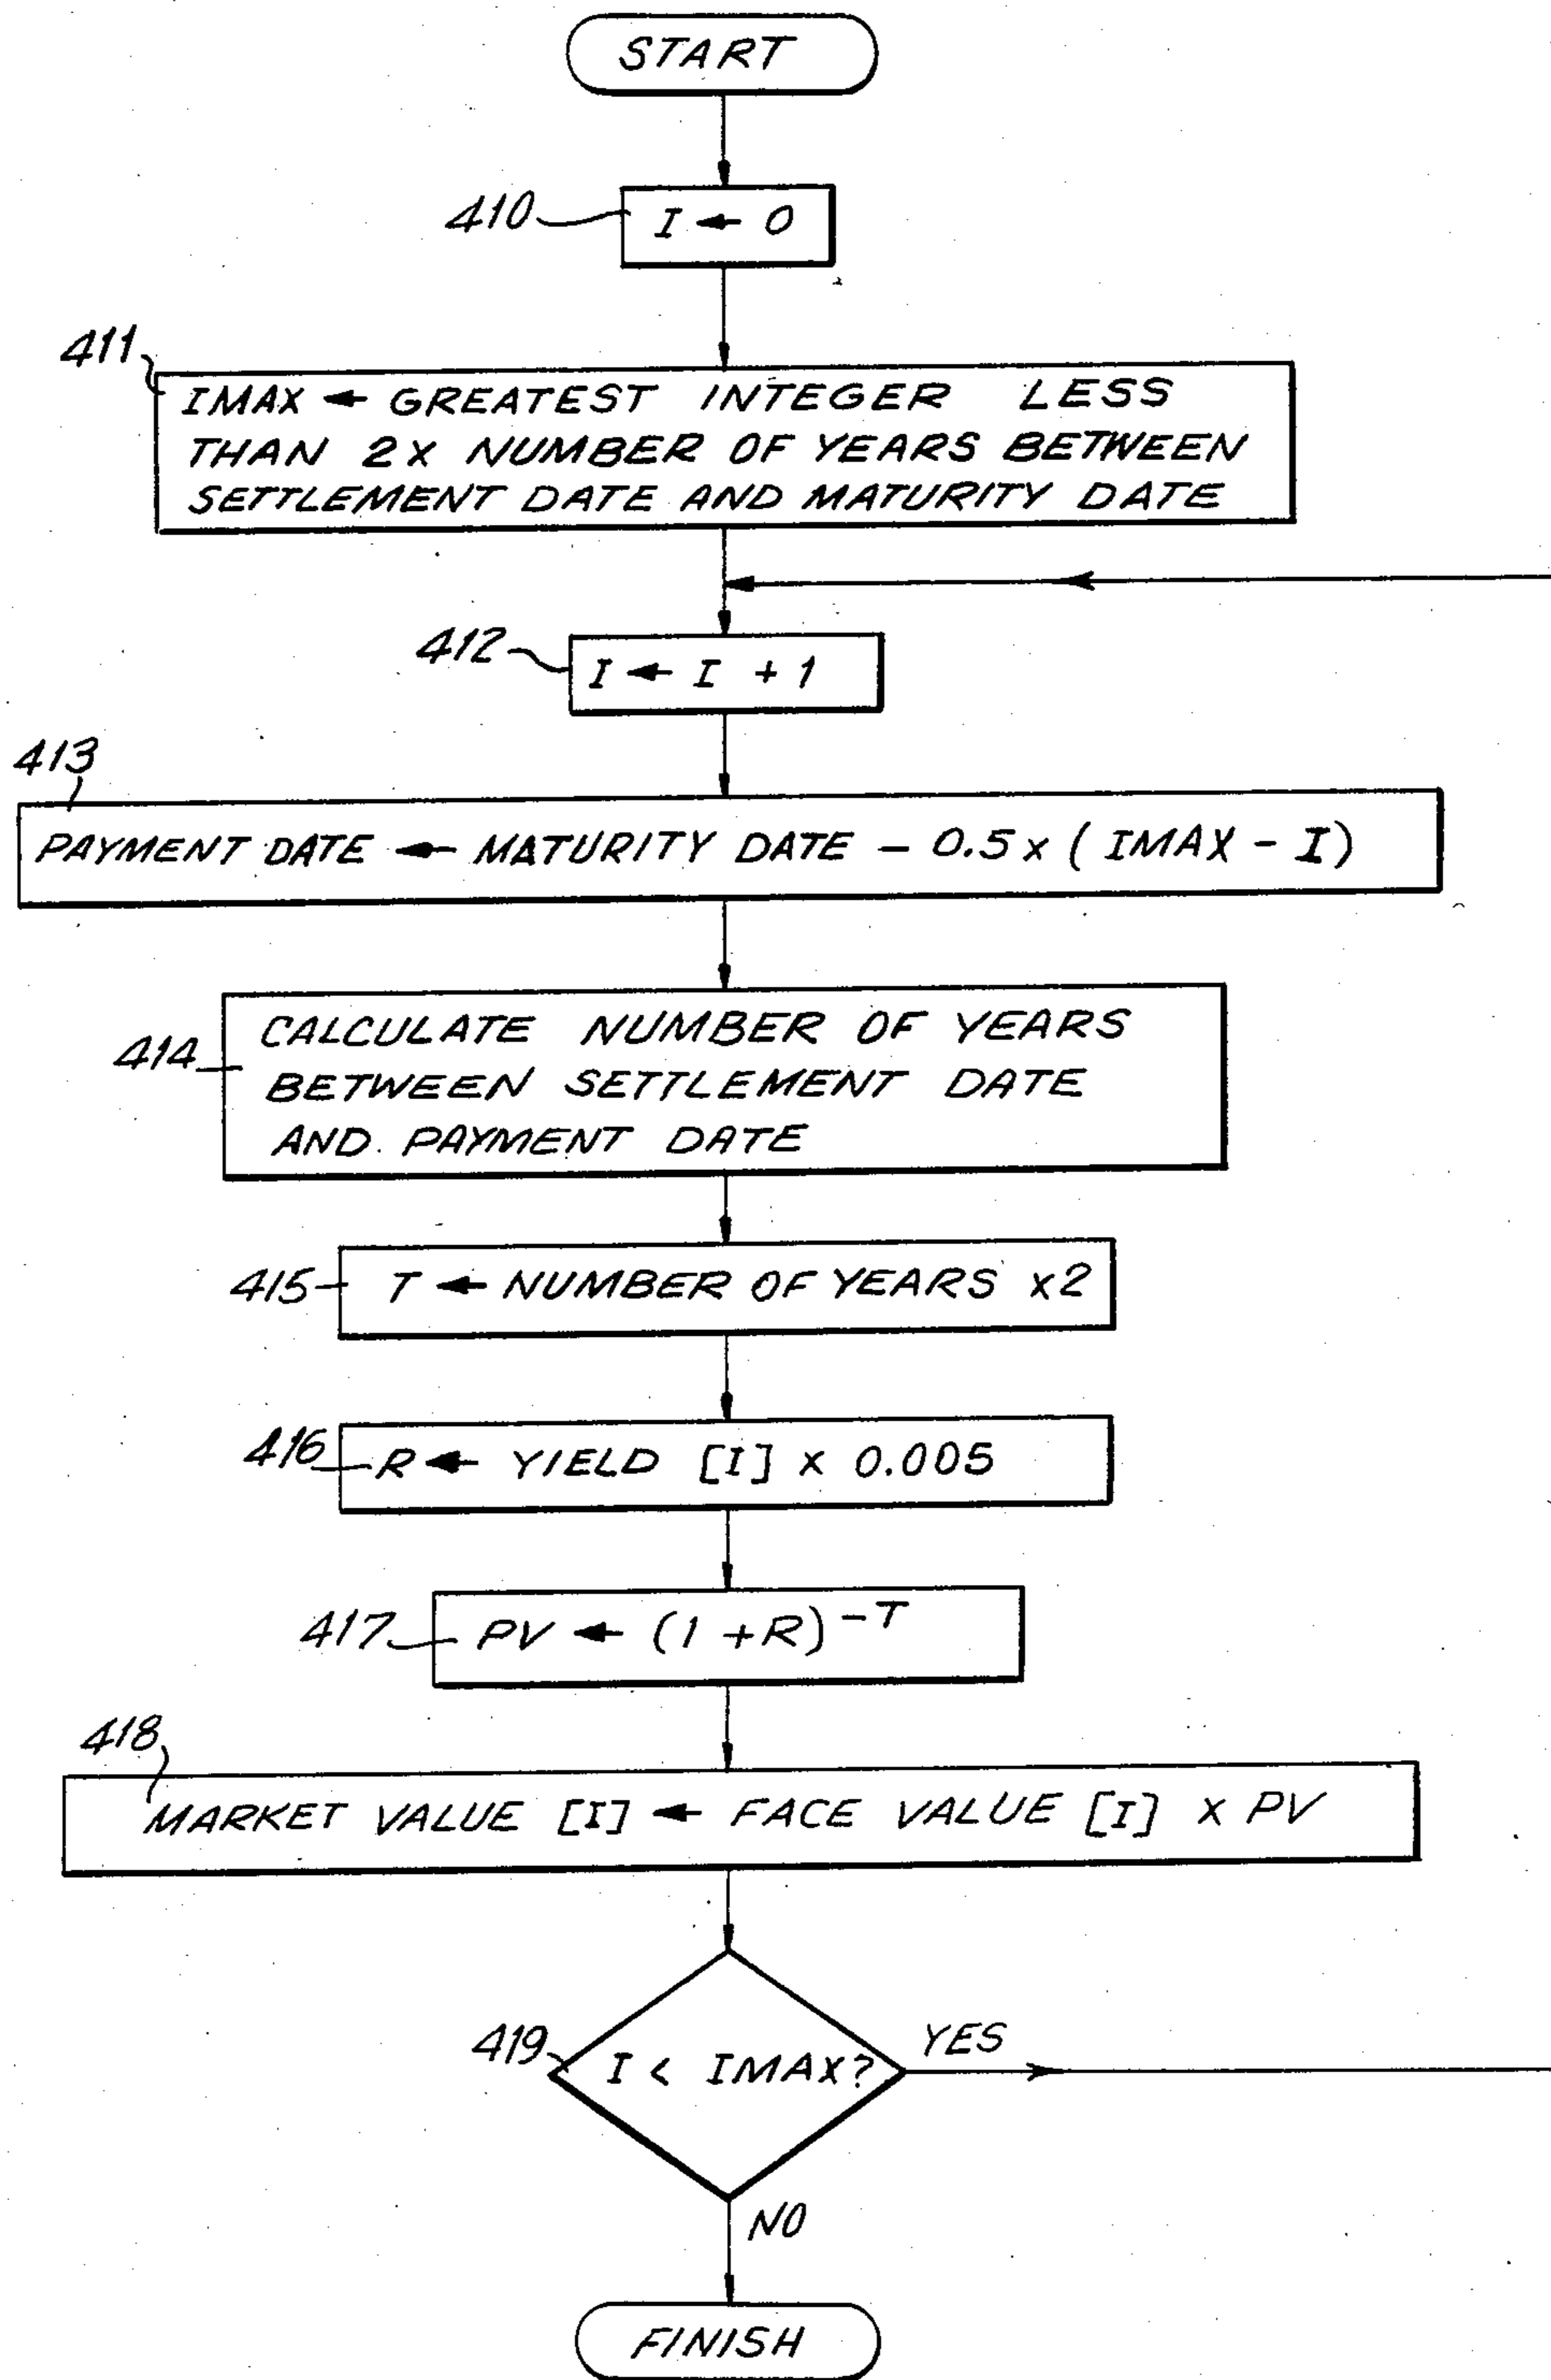 START
410
I ← 0
411
IMAX ← GREATEST INTEGER LESS
THAN 2X NUMBER OF YEARS BETWEEN
SETTLEMENT DATE AND MATURITY DATE
412
I ← I + 1
413
PAYMENT DATE ← MATURITY DATE - 0.5 x ( IMAX - I )
414
CALCULATE NUMBER OF YEARS
BETWEEN SETTLEMENT DATE
AND PAYMENT DATE
415
T ← NUMBER OF YEARS x2
416
R ← YIELD [I] x 0.005
417
PV ← (1 + R)^-T
418
MARKET VALUE [I] ← FACE VALUE [I] X PV
419
I < IMAX?
YES
NO
FINISH